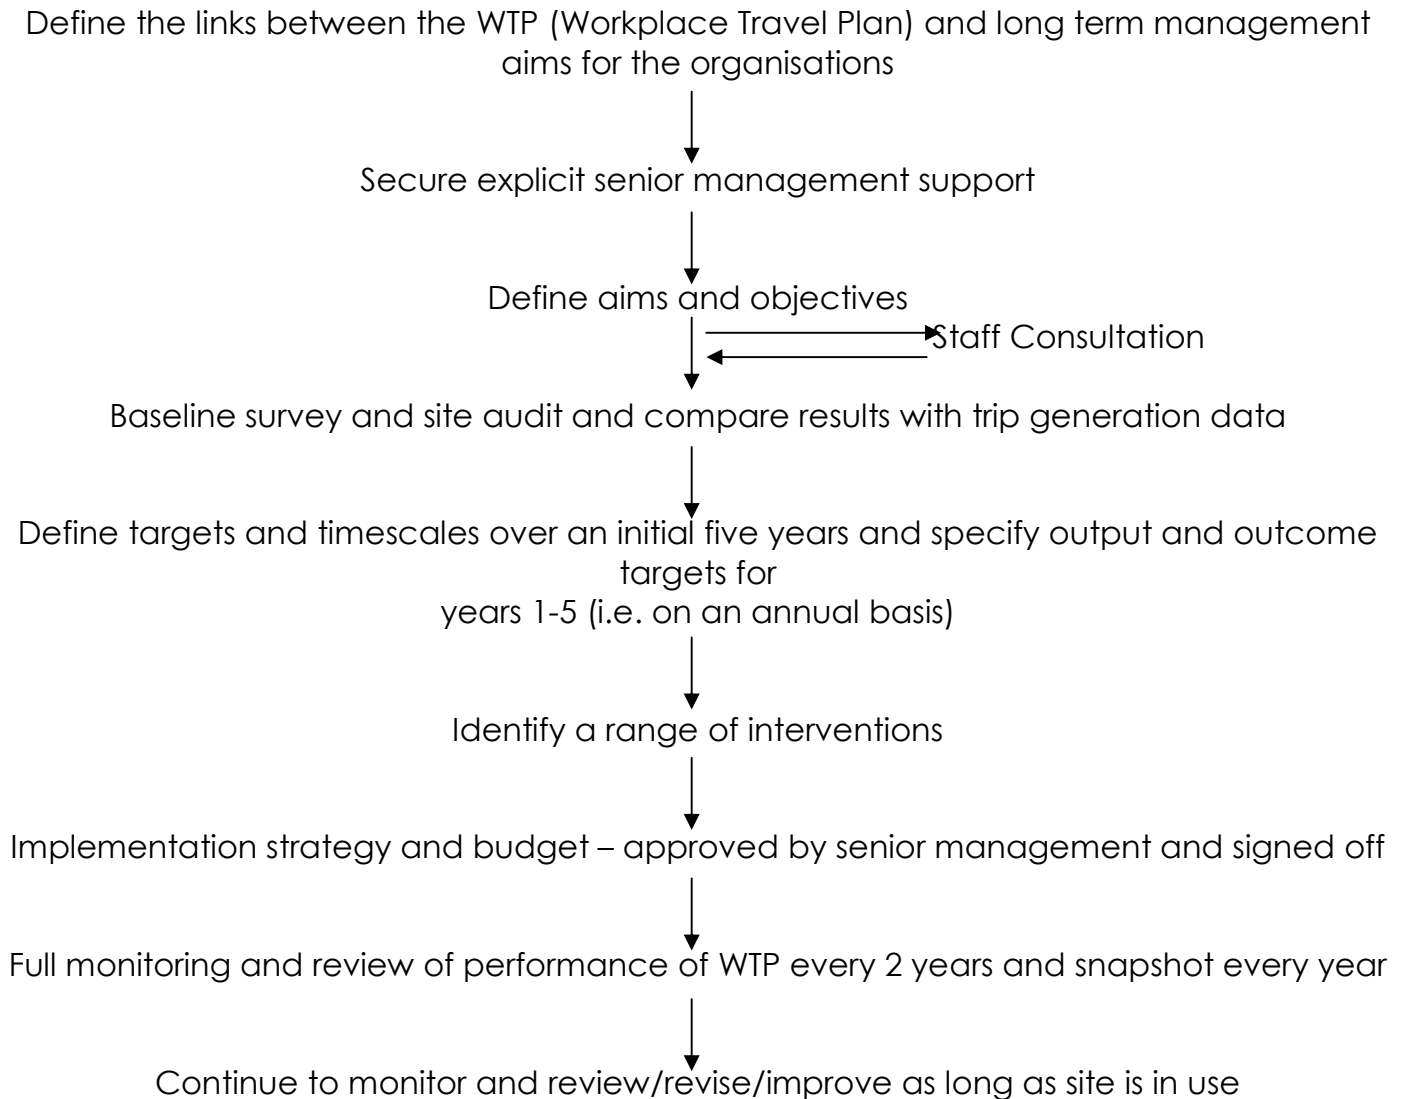 Define the links between the WTP (Workplace Travel Plan) and long term management
aims for the organisations
Secure explicit senior management support
Define aims and objectives
Staff Consultation
Baseline survey and site audit and compare results with trip generation data
Define targets and timescales over an initial five years and specify output and outcome
targets for
years 1-5 (i.e. on an annual basis)
Identify a range of interventions
Implementation strategy and budget – approved by senior management and signed off
Full monitoring and review of performance of WTP every 2 years and snapshot every year
Continue to monitor and review/revise/improve as long as site is in use